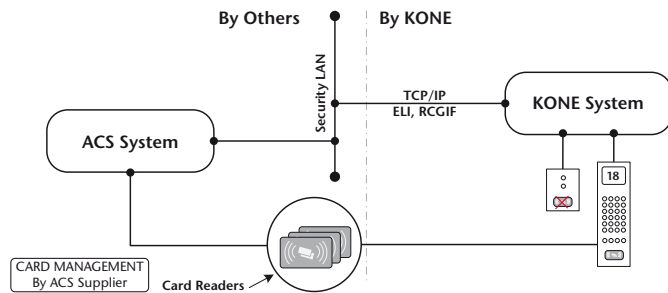 By Others
By KONE
Security LAN
TCP/IP
ELI, RCGIF
KONE System
ACS System
18
CARD MANAGEMENT
By ACS Supplier
Card Readers